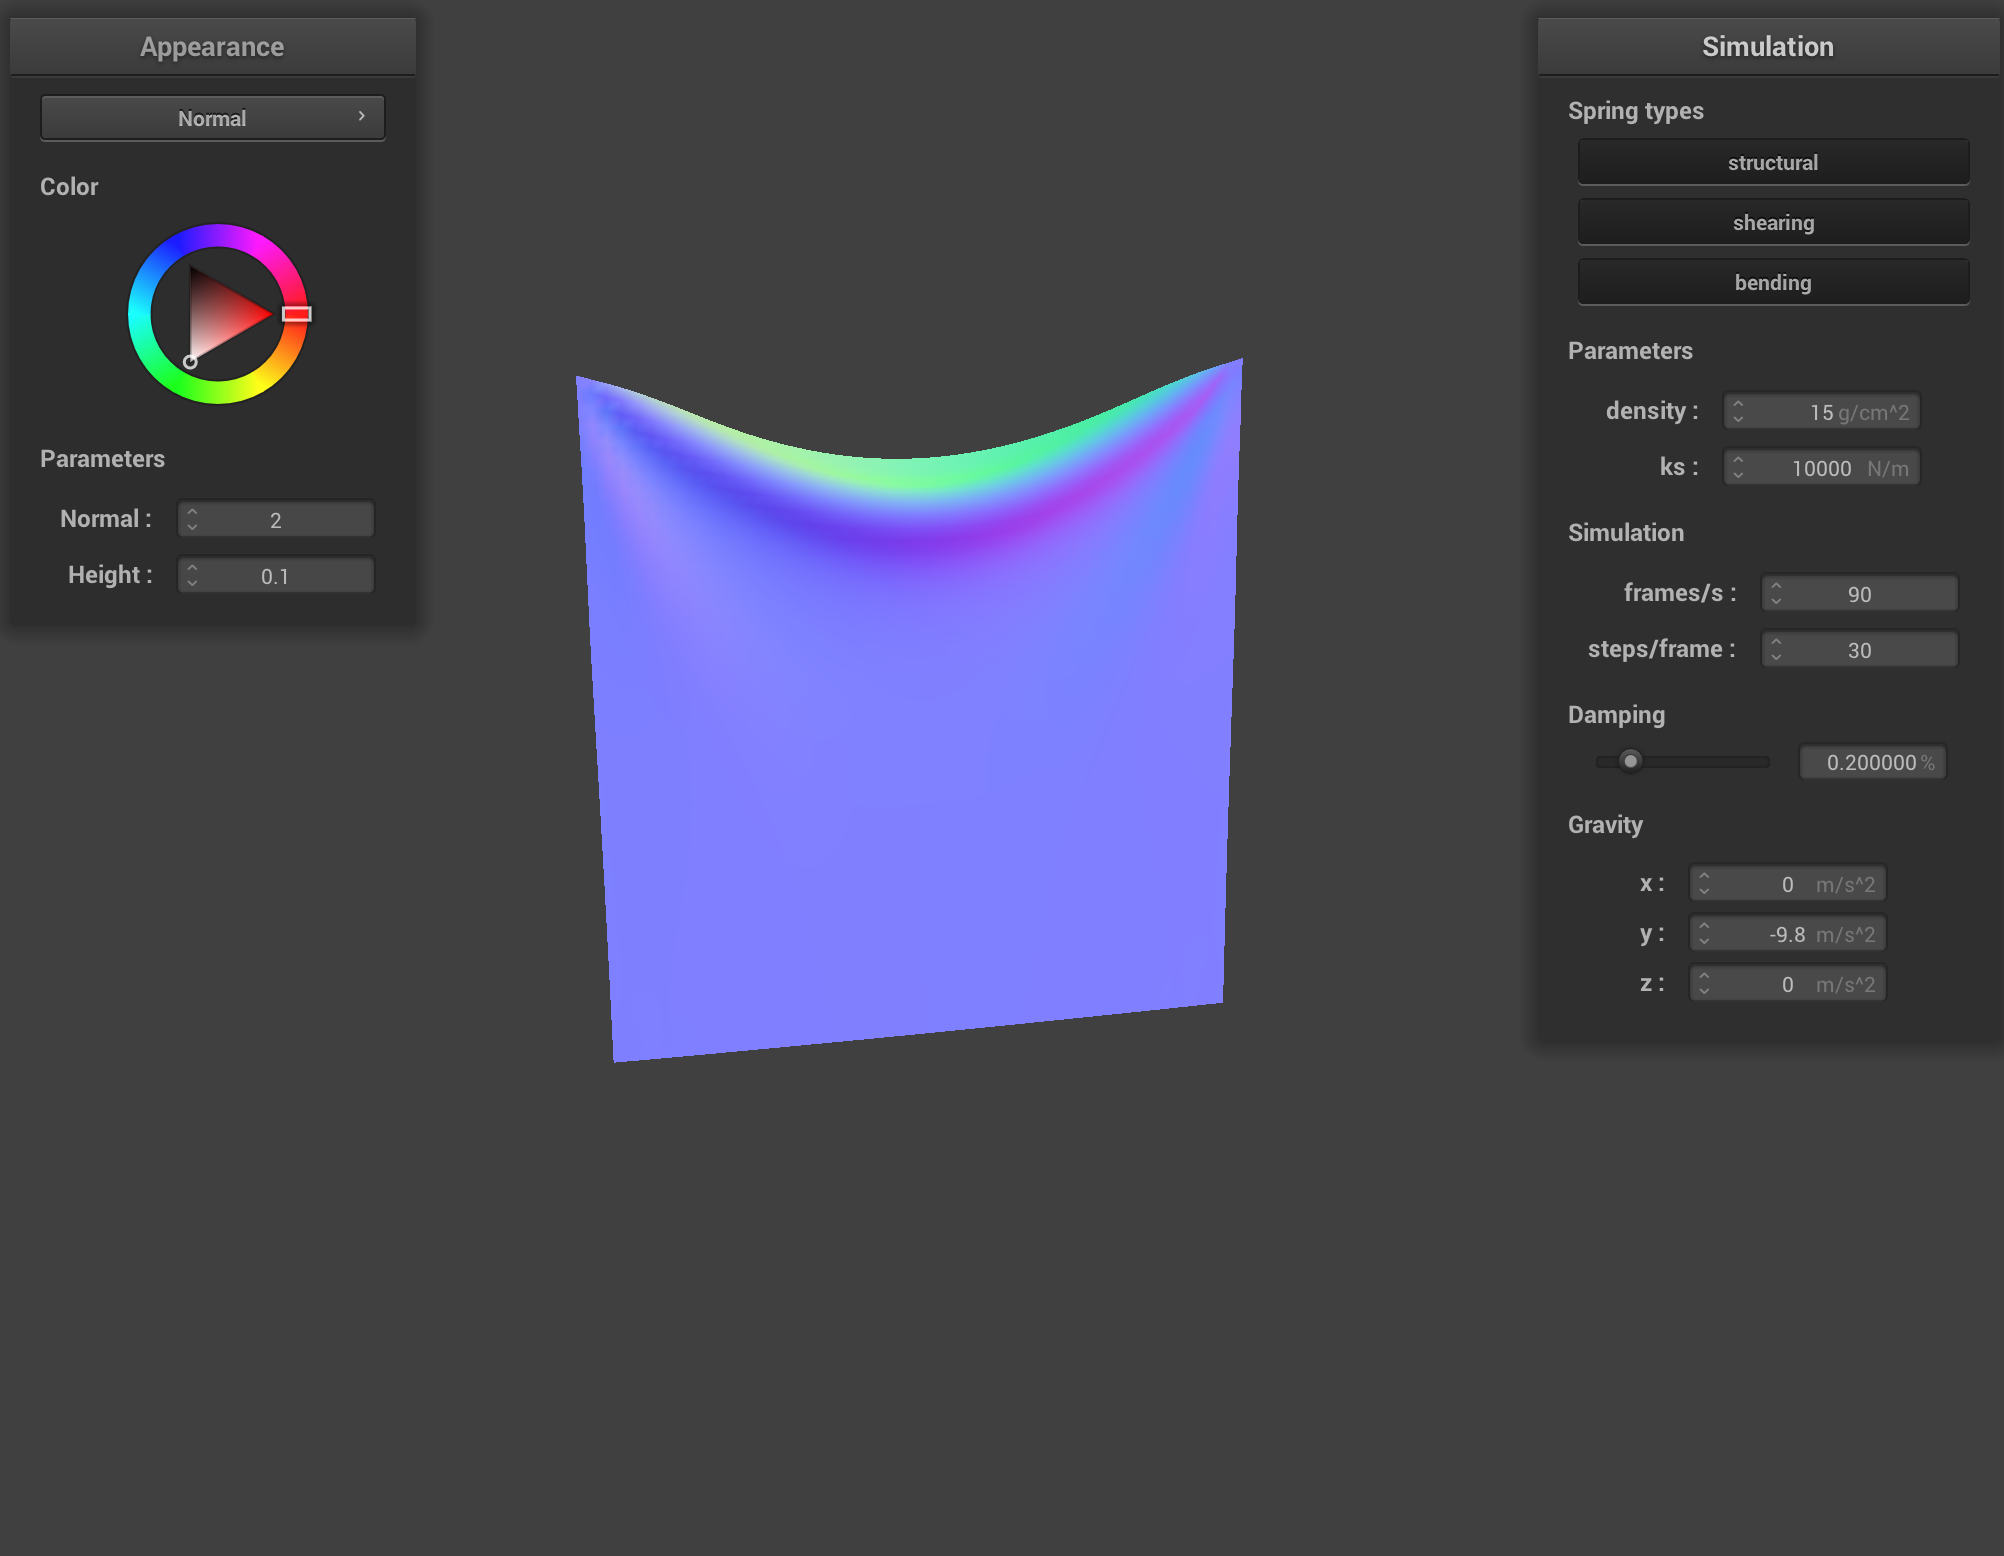 Appearance
Normal
Color
Parameters
Normal : 2
Height : 0.1
Simulation
Spring types
structural
shearing
bending
Parameters
density : 15 g/cm^2
ks : 10000 N/m
Simulation
frames/s : 90
steps/frame : 30
Damping
0.200000 %
Gravity
x : 0 m/s^2
y : -9.8 m/s^2
z : 0 m/s^2